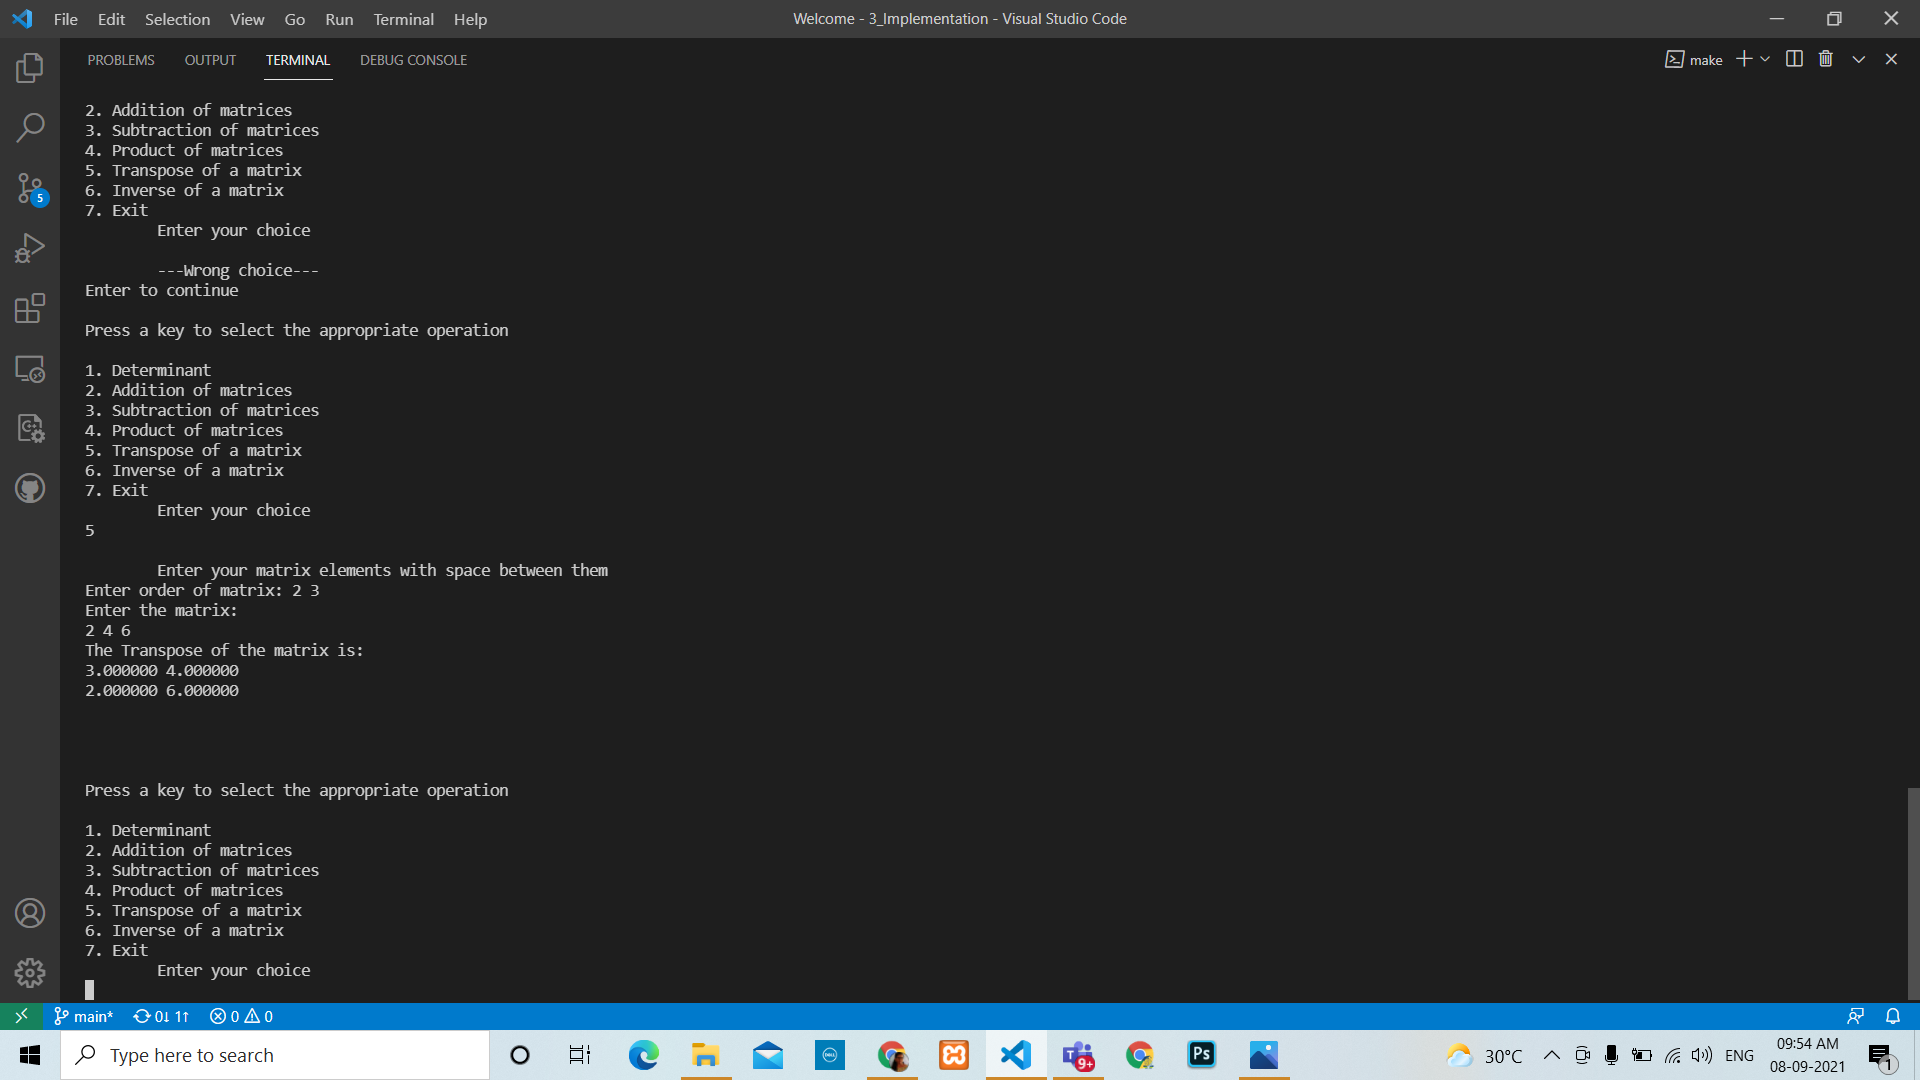 File Edit Selection View Go Run Terminal Help
Welcome - 3_Implementation - Visual Studio Code
PROBLEMS OUTPUT TERMINAL DEBUG CONSOLE
make
2. Addition of matrices
3. Subtraction of matrices
4. Product of matrices
5. Transpose of a matrix
6. Inverse of a matrix
7. Exit
Enter your choice
---Wrong choice---
Enter to continue
Press a key to select the appropriate operation
1. Determinant
2. Addition of matrices
3. Subtraction of matrices
4. Product of matrices
5. Transpose of a matrix
6. Inverse of a matrix
7. Exit
Enter your choice
5
Enter your matrix elements with space between them
Enter order of matrix: 2 3
Enter the matrix:
2 4 6
The Transpose of the matrix is:
3.000000 4.000000
2.000000 6.000000
Press a key to select the appropriate operation
1. Determinant
2. Addition of matrices
3. Subtraction of matrices
4. Product of matrices
5. Transpose of a matrix
6. Inverse of a matrix
7. Exit
Enter your choice
5
main* 0↓ 1↑ 0 0
Type here to search
DELL
T 9+
Ps
30°C
ENG
09:54 AM
08-09-2021
1